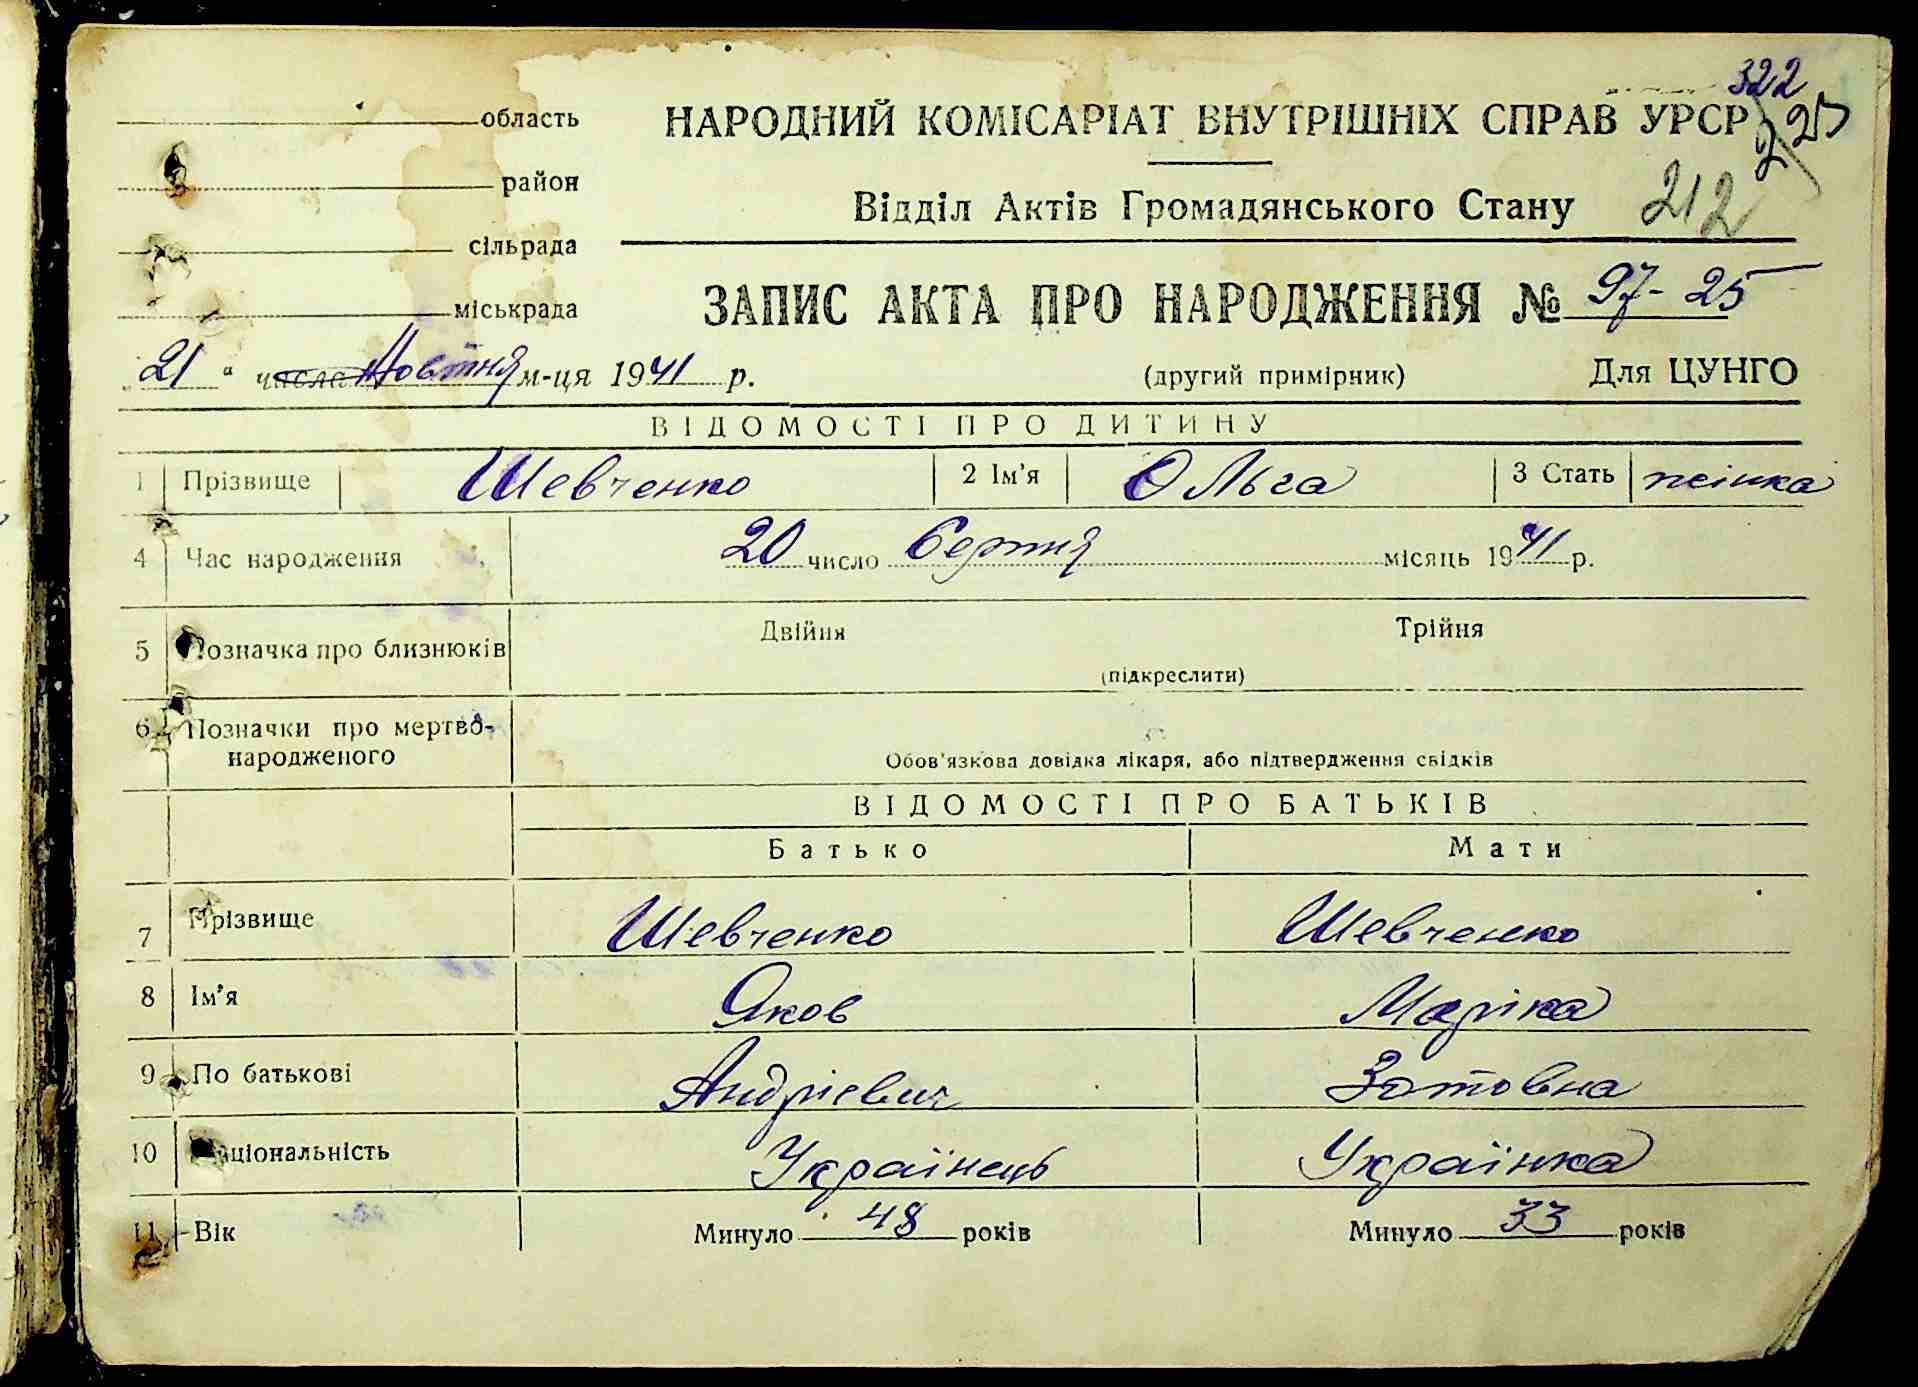 322
225
область
НАРОДНИЙ КОМІСАРІАТ ВНУТРІШНІХ СПРАВ УРСР
район
Відділ Актів Громадянського Стану
212
сільрада
міськрада
ЗАПИС АКТА ПРО НАРОДЖЕННЯ № 97-25
„21“ числа Жовтня м-ця 1941 р.
(другий примірник)
Для ЦУНГО
ВІДОМОСТІ ПРО ДИТИНУ
1 Прізвище Шевченко 2 Ім'я Ольга 3 Стать жінка
4 Час народження 20 число Серпня місяць 1941 р.
5 Позначка про близнюків Двійня Трійня
(підкреслити)
6 Позначки про мертво-
народженого
Обов'язкова довідка лікаря, або підтвердження свідків
ВІДОМОСТІ ПРО БАТЬКІВ
Батько Мати
7 Прізвище Шевченко Шевченко
8 Ім'я Яков Маріка
9 По батькові Андрієвич Зотовна
10 Національність Українець Українка
11 Вік Минуло 48 років Минуло 33 років